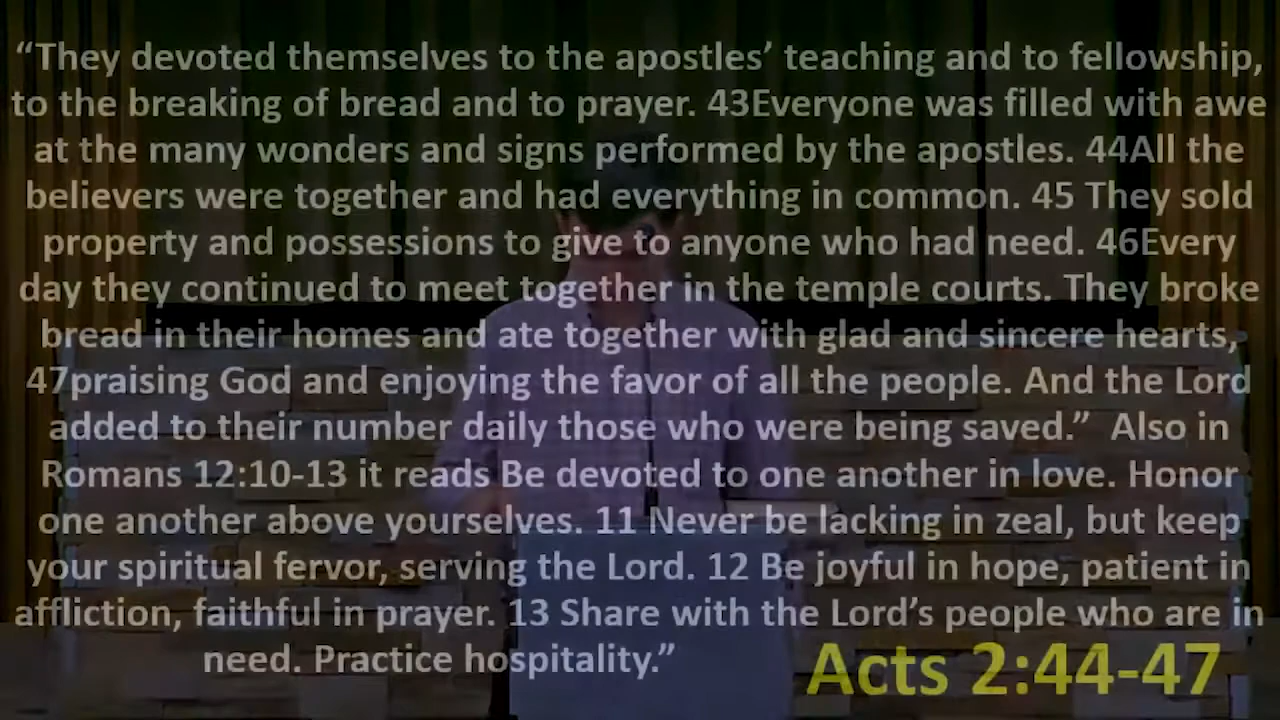 “They devoted themselves to the apostles’ teaching and to fellowship,
to the breaking of bread and to prayer. 43Everyone was filled with awe
at the many wonders and signs performed by the apostles. 44All the
believers were together and had everything in common. 45 They sold
property and possessions to give to anyone who had need. 46Every
day they continued to meet together in the temple courts. They broke
bread in their homes and ate together with glad and sincere hearts,
47praising God and enjoying the favor of all the people. And the Lord
added to their number daily those who were being saved.”  Also in
Romans 12:10-13 it reads Be devoted to one another in love. Honor
one another above yourselves. 11 Never be lacking in zeal, but keep
your spiritual fervor, serving the Lord. 12 Be joyful in hope, patient in
affliction, faithful in prayer. 13 Share with the Lord’s people who are in
need. Practice hospitality.”
Acts 2:44-47